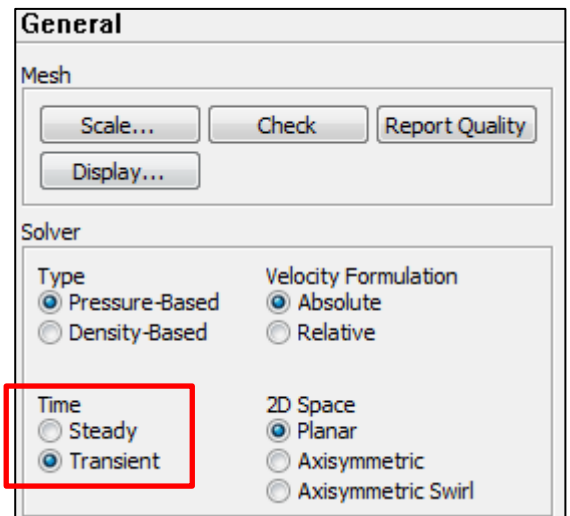 General
Mesh
Scale... Check Report Quality
Display...
Solver
Type Velocity Formulation
Pressure-Based Absolute
Density-Based Relative
Time 2D Space
Steady Planar
Transient Axisymmetric
Axisymmetric Swirl